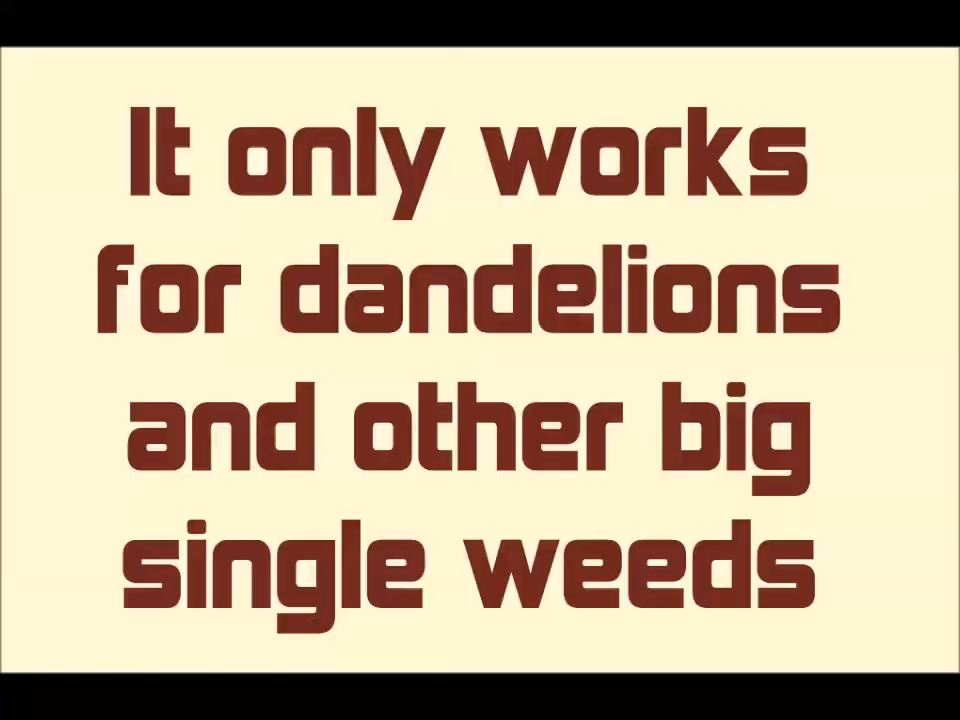 It only works
for dandelions
and other big
single weeds